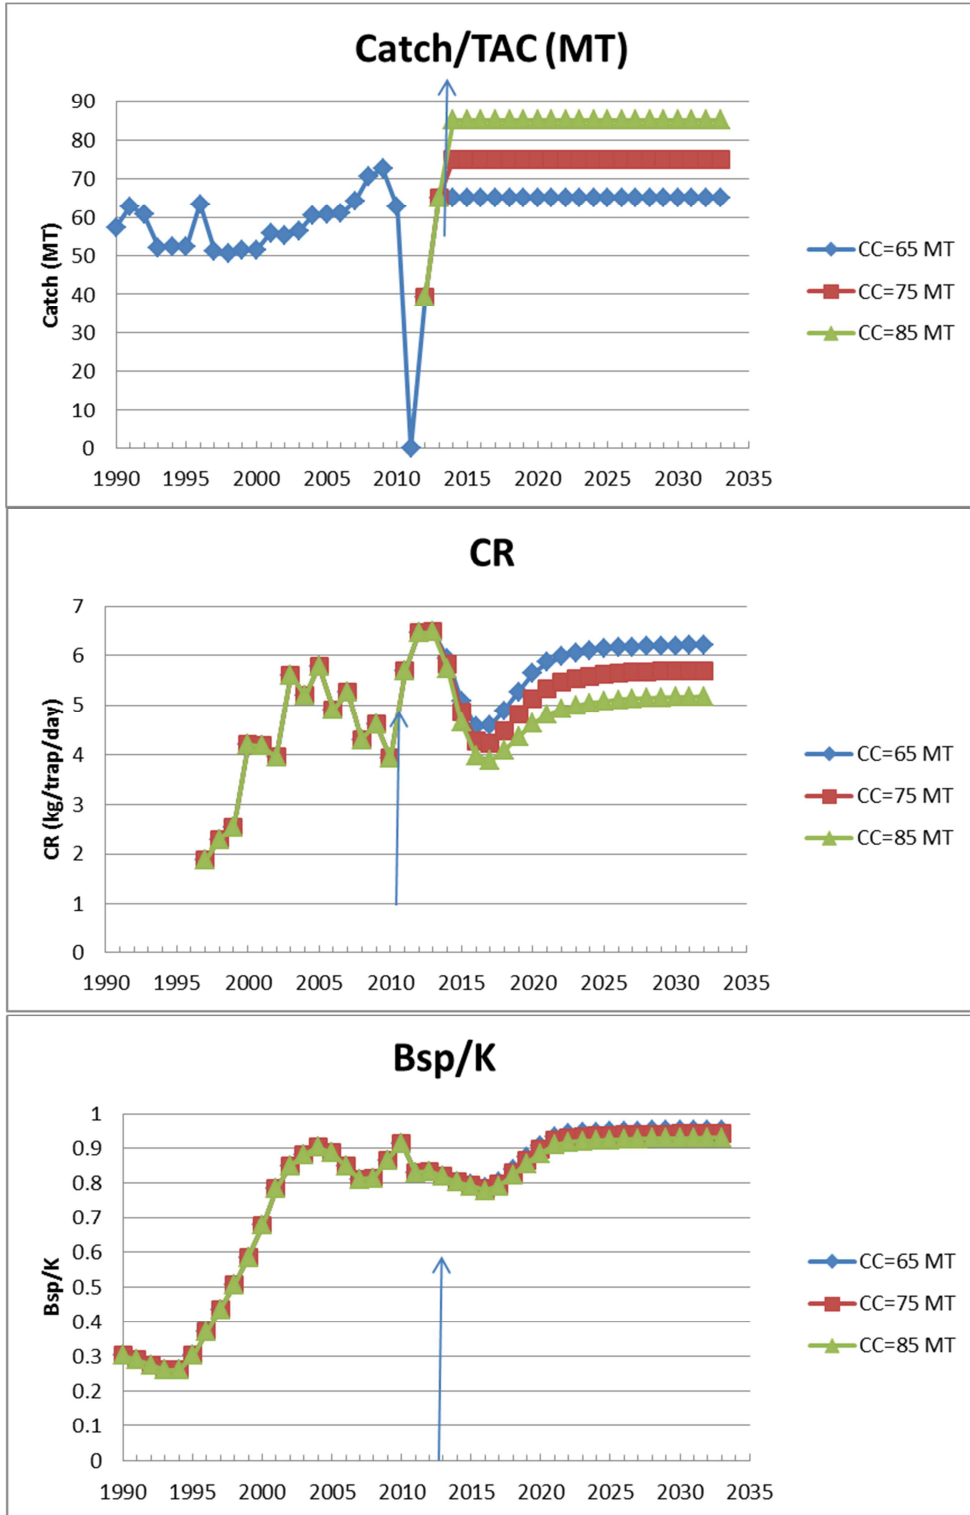 Catch/TAC (MT)
90
80
70
60
50
40
30
20
10
0
Catch (MT)
1990 1995 2000 2005 2010 2015 2020 2025 2030 2035
CC=65 MT
CC=75 MT
CC=85 MT
CR
7
6
5
4
3
2
1
0
CR (kg/trap/day)
1990 1995 2000 2005 2010 2015 2020 2025 2030 2035
CC=65 MT
CC=75 MT
CC=85 MT
Bsp/K
1
0.9
0.8
0.7
0.6
0.5
0.4
0.3
0.2
0.1
0
Bsp/K
1990 1995 2000 2005 2010 2015 2020 2025 2030 2035
CC=65 MT
CC=75 MT
CC=85 MT